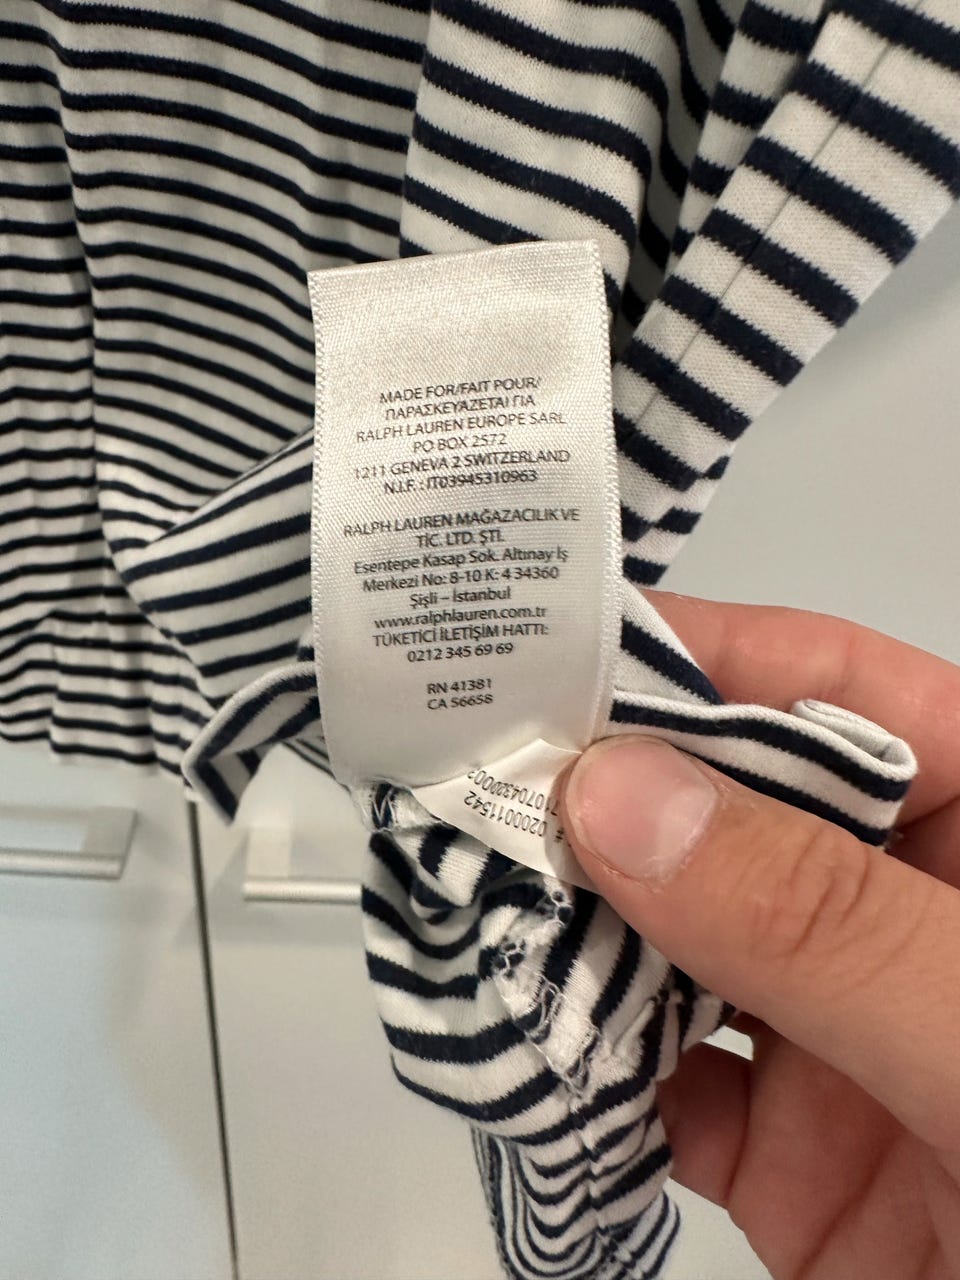 MADE FOR/FAIT POUR/
ΠΑΡΑΣΚΕΥΑΖΕΤΑΙ ΓΙΑ
RALPH LAUREN EUROPE SARL
PO BOX 2572
1211 GENEVA 2 SWITZERLAND
N.I.F. : IT03945310963
RALPH LAUREN MAĞAZACILIK VE
TİC. LTD. ŞTİ.
Esentepe Kasap Sok. Altınay İş
Merkezi No: 8-10 K: 4 34360
Şişli – İstanbul
www.ralphlauren.com.tr
TÜKETİCİ İLETİŞİM HATTI:
0212 345 69 69
RN 41381
CA 56658
# 0200011542